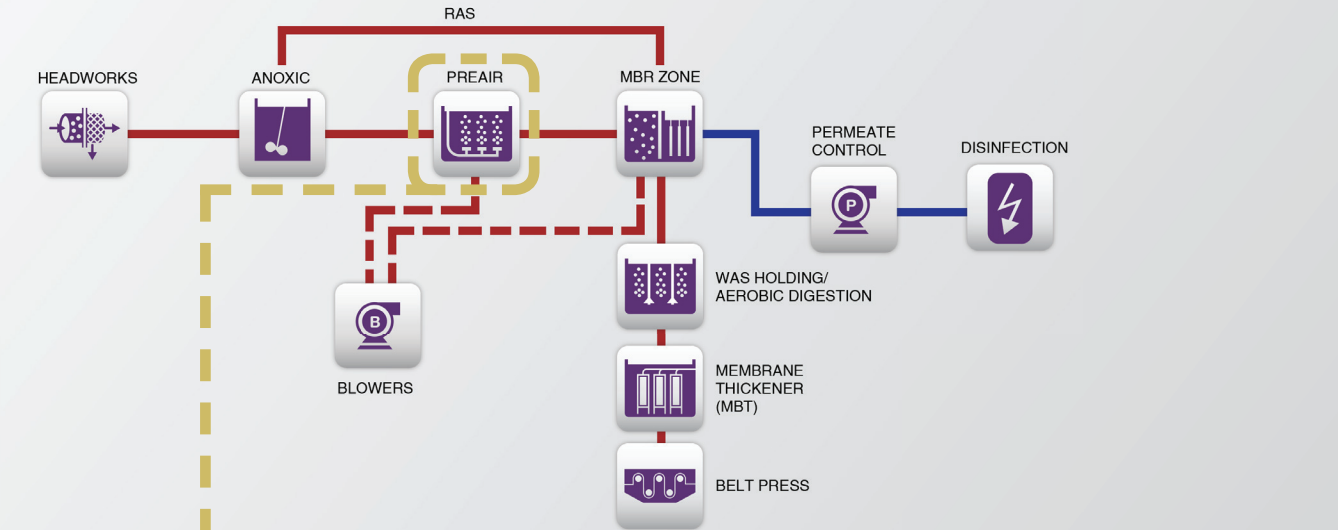 RAS
HEADWORKS
ANOXIC
PREAIR
MBR ZONE
PERMEATE
CONTROL
DISINFECTION
P
WAS HOLDING/
AEROBIC DIGESTION
B
BLOWERS
MEMBRANE
THICKENER
(MBT)
BELT PRESS